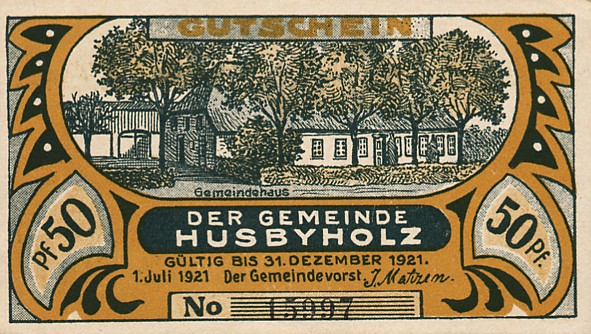 GUTSCHEIN
Gemeindehaus
DER GEMEINDE
HUSBYHOLZ
Pf 50
50 Pf.
GÜLTIG BIS 31. DEZEMBER 1921.
1. Juli 1921 Der Gemeindevorst. J. Matzen.
No 15997